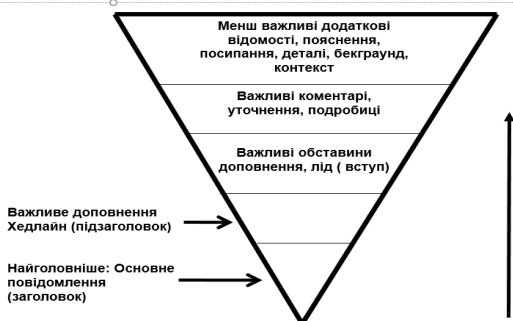 Менш важливі додаткові
відомості, пояснення,
посипання, деталі, бекграунд,
контекст
Важливі коментарі,
уточнення, подробиці
Важливі обставини
доповнення, лід ( вступ)
Важливе доповнення
Хедлайн (підзаголовок)
Найголовніше: Основне
повідомлення
(заголовок)